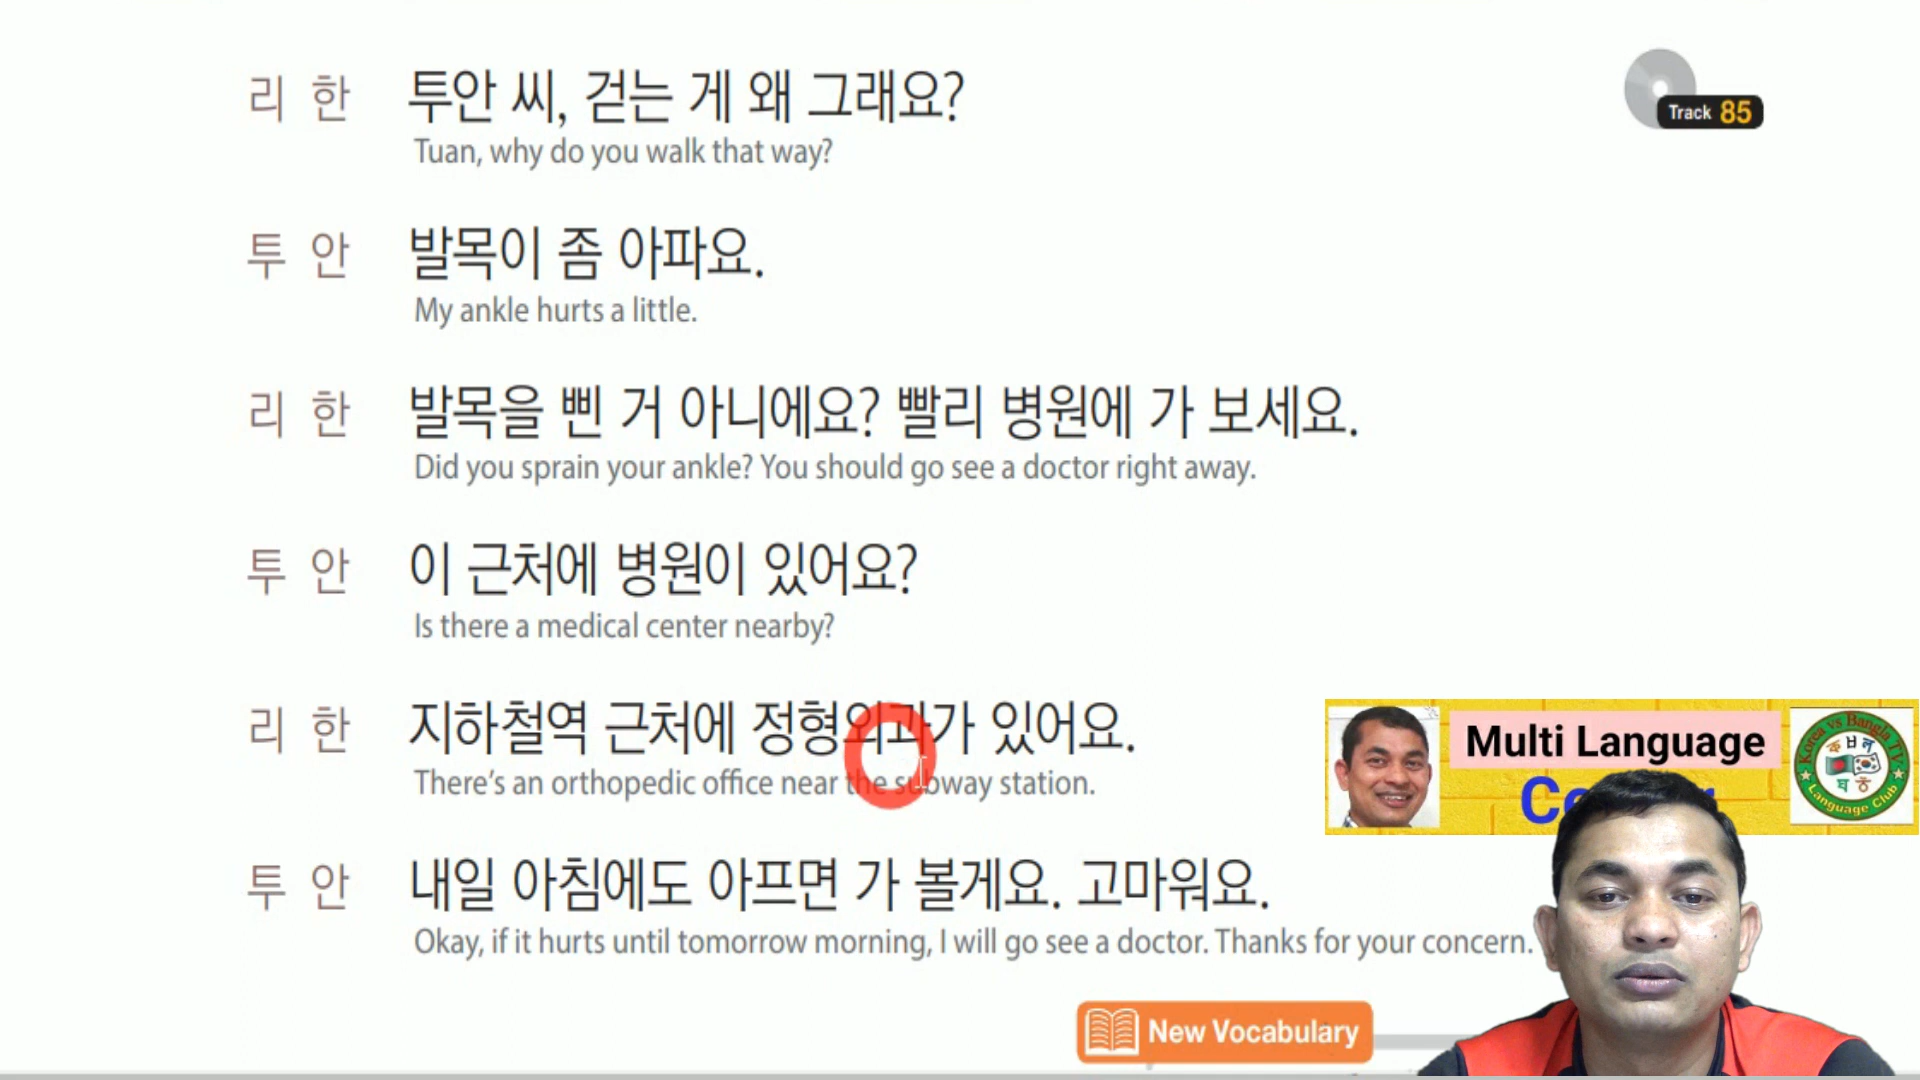 리 한 투안 씨, 걷는 게 왜 그래요?
Track 85
Tuan, why do you walk that way?
투 안 발목이 좀 아파요.
My ankle hurts a little.
리 한 발목을 삔 거 아니에요? 빨리 병원에 가 보세요.
Did you sprain your ankle? You should go see a doctor right away.
투 안 이 근처에 병원이 있어요?
Is there a medical center nearby?
리 한 지하철역 근처에 정형외과가 있어요.
There's an orthopedic office near the subway station.
Multi Language
Korea vs Bangla TV
Language Club
투 안 내일 아침에도 아프면 가 볼게요. 고마워요.
Okay, if it hurts until tomorrow morning, I will go see a doctor. Thanks for your concern.
New Vocabulary